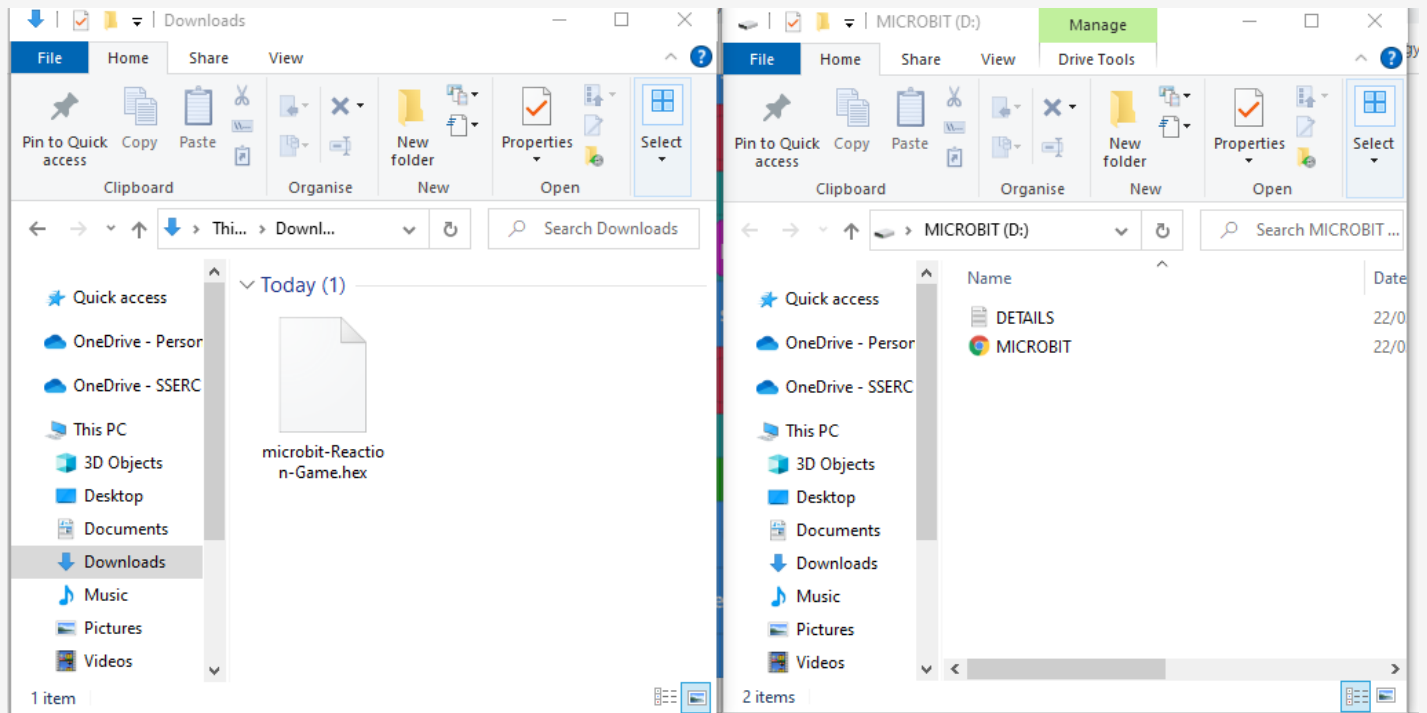 Downloads
File Home Share View
Pin to Quick access
Copy
Paste
New folder
Properties
Select
Clipboard Organise New Open
Thi... > Downl...
Search Downloads
Quick access
OneDrive - Person
OneDrive - SSERC
This PC
3D Objects
Desktop
Documents
Downloads
Music
Pictures
Videos
Today (1)
microbit-Reactio
n-Game.hex
1 item
MICROBIT (D:)
Manage
File Home Share View Drive Tools
Pin to Quick access
Copy
Paste
New folder
Properties
Select
Clipboard Organise New Open
MICROBIT (D:)
Search MICROBIT ...
Quick access
OneDrive - Person
OneDrive - SSERC
This PC
3D Objects
Desktop
Documents
Downloads
Music
Pictures
Videos
Name Date
DETAILS 22/0
MICROBIT 22/0
2 items